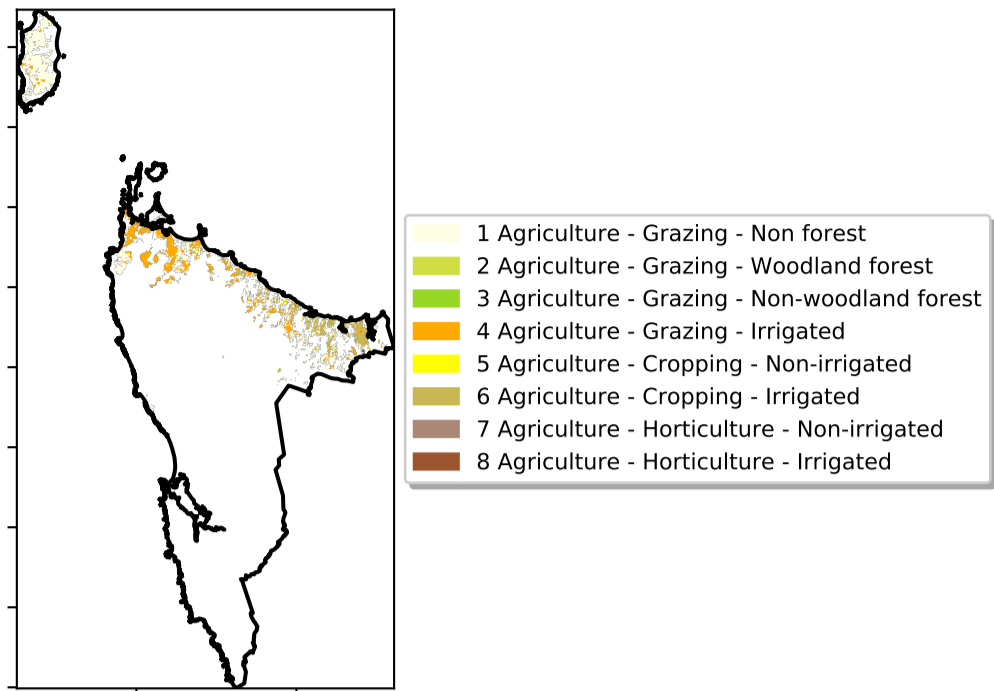 1 Agriculture - Grazing - Non forest
2 Agriculture - Grazing - Woodland forest
3 Agriculture - Grazing - Non-woodland forest
4 Agriculture - Grazing - Irrigated
5 Agriculture - Cropping - Non-irrigated
6 Agriculture - Cropping - Irrigated
7 Agriculture - Horticulture - Non-irrigated
8 Agriculture - Horticulture - Irrigated